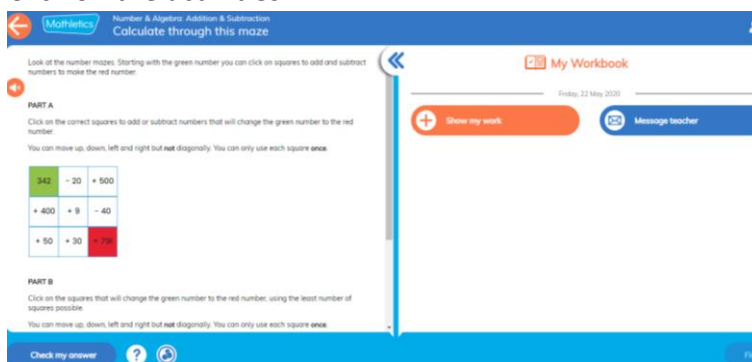 Mathletics
Number & Algebra: Addition & Subtraction
Calculate through this maze
Look at the number mazes. Starting with the green number you can click on squares to add and subtract
numbers to make the red number.
PART A
Click on the correct squares to add or subtract numbers that will change the green number to the red
number.
You can move up, down, left and right but not diagonally. You can only use each square once.
342 - 20 + 500
+ 400 + 9 - 40
+ 50 + 30
PART B
Click on the squares that will change the green number to the red number, using the least number of
squares possible.
You can move up, down, left and right but not diagonally. You can only use each square once.
Check my answer
?
My Workbook
Friday, 22 May 2020
Show my work
Message teacher